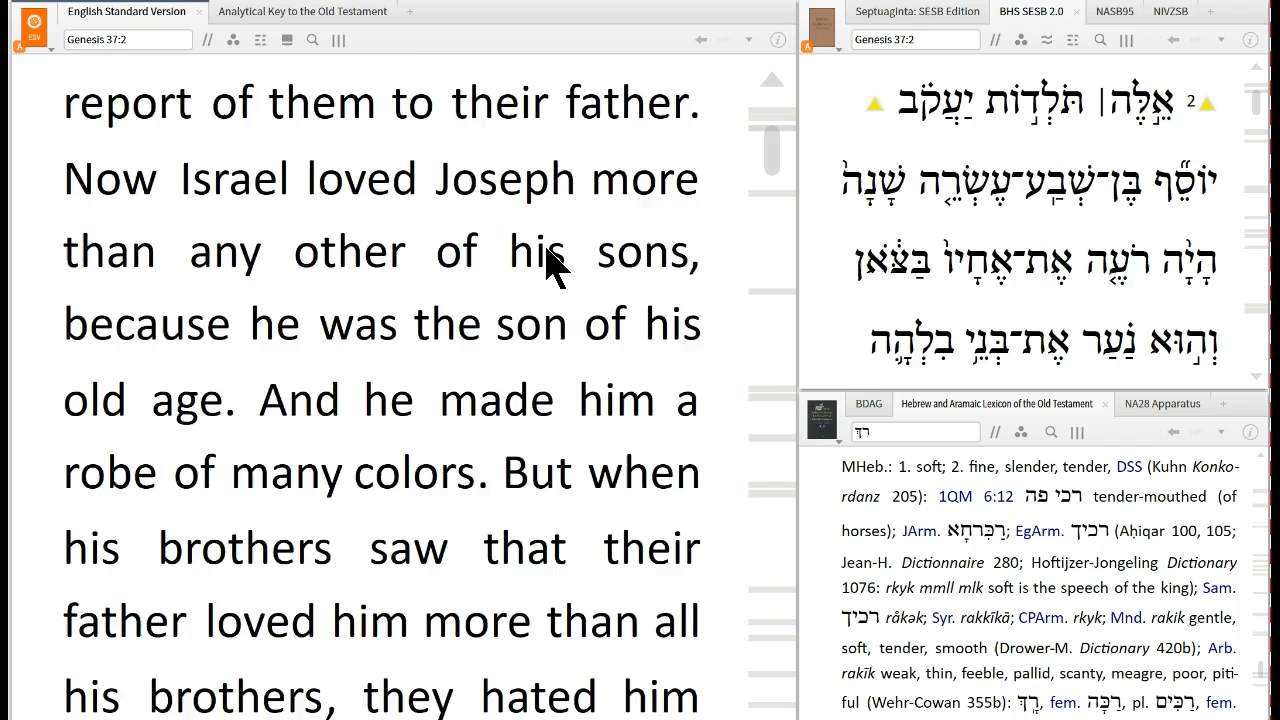 English Standard Version
Analytical Key to the Old Testament
Genesis 37:2
report of them to their father.
Now Israel loved Joseph more
than any other of his sons,
because he was the son of his
old age. And he made him a
robe of many colors. But when
his brothers saw that their
father loved him more than all
his brothers, they hated him
Septuaginta: SESB Edition
BHS SESB 2.0
NASB95
NIVZSB
Genesis 37:2
2 אֵ֣לֶּה׀ תֹּלְד֣וֹת יַעֲקֹ֗ב
יוֹסֵ֞ף בֶּן־שְׁבַֽע־עֶשְׂרֵ֤ה שָׁנָה֙
הָיָ֨ה רֹעֶ֤ה אֶת־אֶחָיו֙ בַּצֹּ֔אן
וְה֣וּא נַ֗עַר אֶת־בְּנֵ֥י בִלְהָ֛ה
BDAG
Hebrew and Aramaic Lexicon of the Old Testament
NA28 Apparatus
רַךְ
MHeb.: 1. soft; 2. fine, slender, tender, DSS (Kuhn Konko-
rdanz 205): 1QM 6:12 רכי פה tender-mouthed (of
horses); JArm. EgArm. רכיך (Aḥiqar 100, 105;
Jean-H. Dictionnaire 280; Hoftijzer-Jongeling Dictionary
1076: rkyk mmll mlk soft is the speech of the king); Sam.
רכיך råkək; Syr. rakkīkā; CPArm. rkyk; Mnd. rakik gentle,
soft, tender, smooth (Drower-M. Dictionary 420b); Arb.
rakīk weak, thin, feeble, pallid, scanty, meagre, poor, piti-
ful (Wehr-Cowan 355b): רָךְ, fem. רַכָּה, pl. רַכִּים, fem.